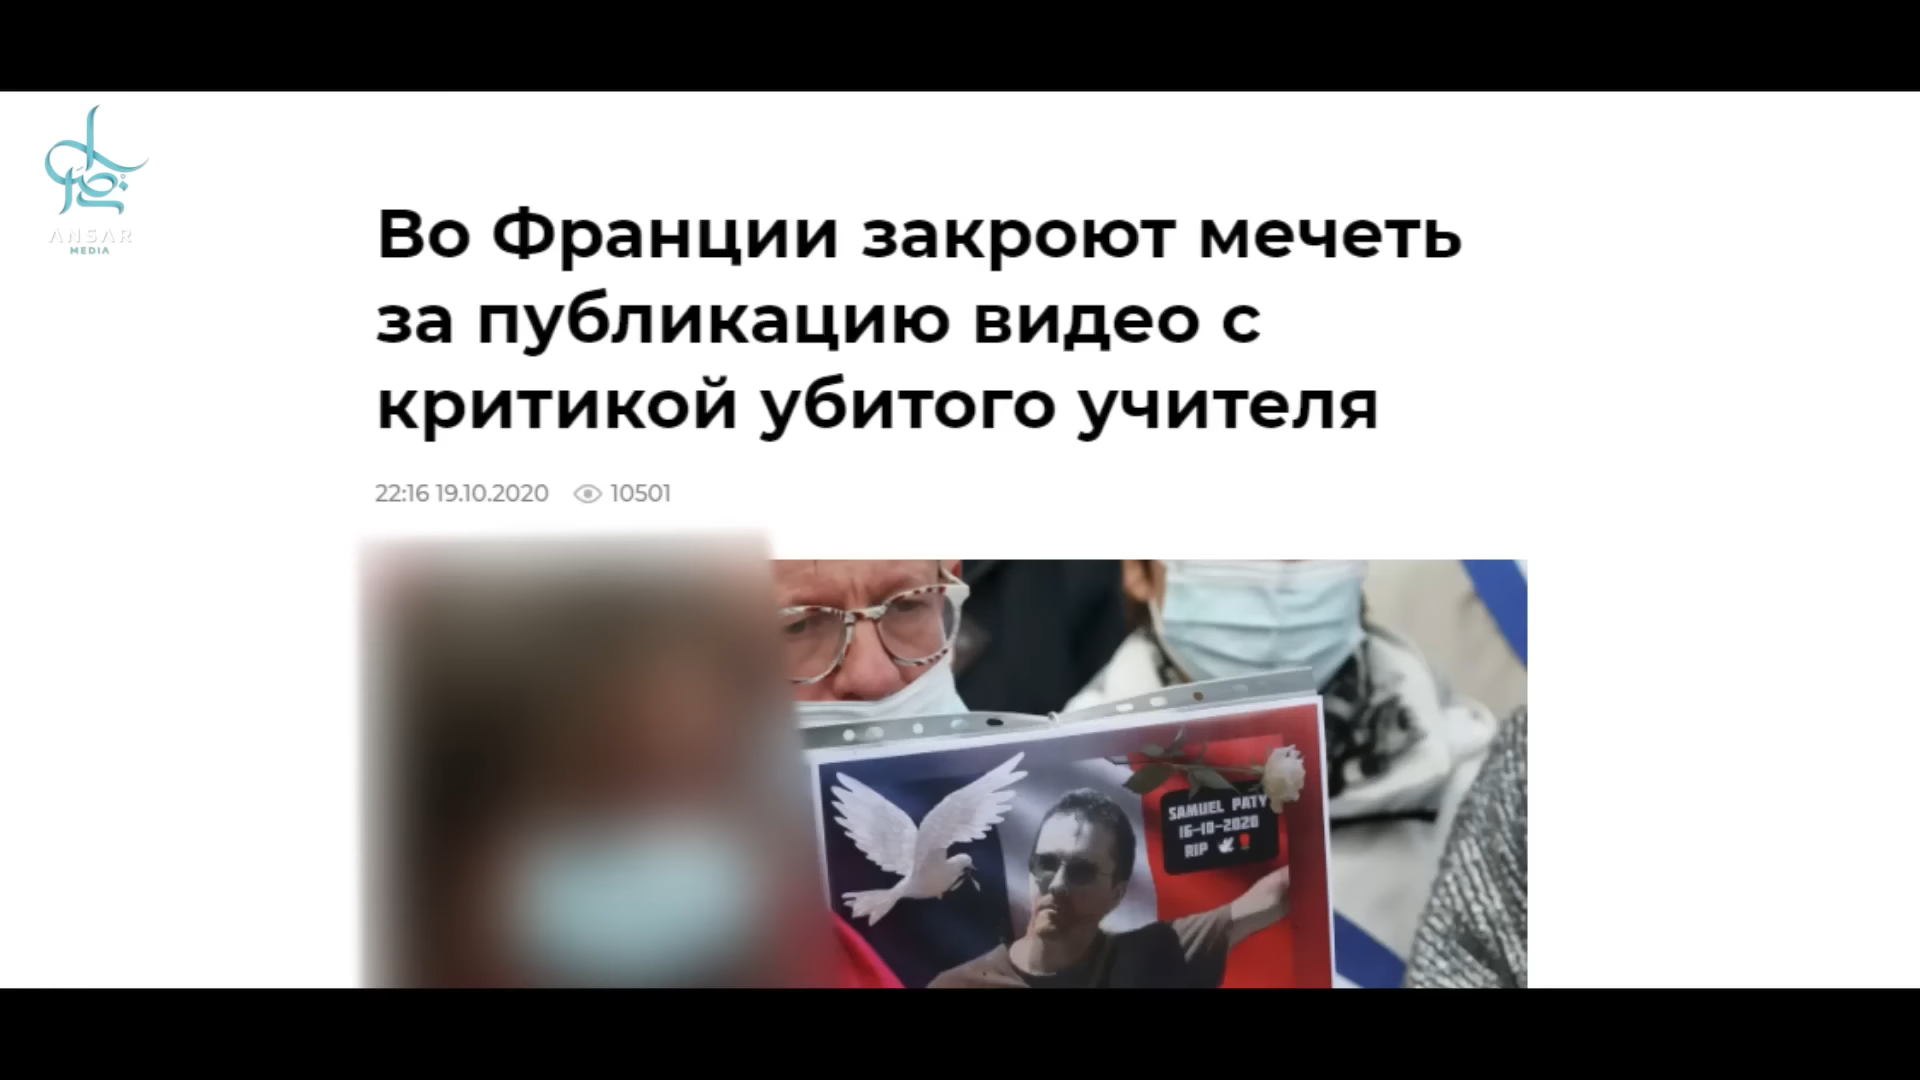 ANSAR
MEDIA
Во Франции закроют мечеть
за публикацию видео с
критикой убитого учителя
22:16 19.10.2020 10501
SAMUEL PATY
16-10-2020
RIP